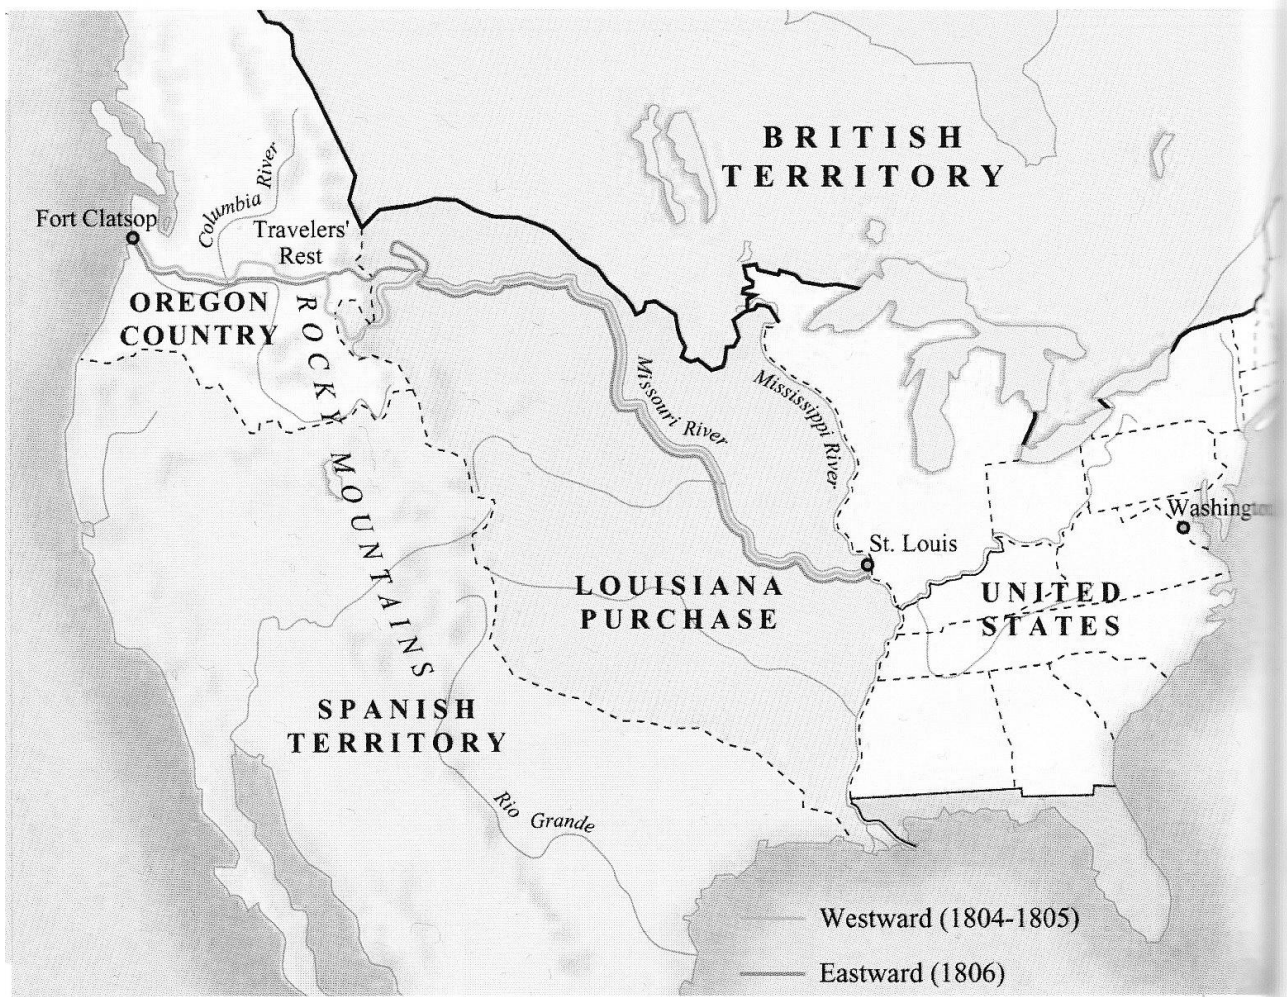 BRITISH
TERRITORY
Columbia River
Fort Clatsop
Travelers'
Rest
OREGON
COUNTRY
ROCKY MOUNTAINS
Missouri River
Mississippi River
Washington
St. Louis
LOUISIANA
PURCHASE
UNITED
STATES
SPANISH
TERRITORY
Rio Grande
Westward (1804-1805)
Eastward (1806)